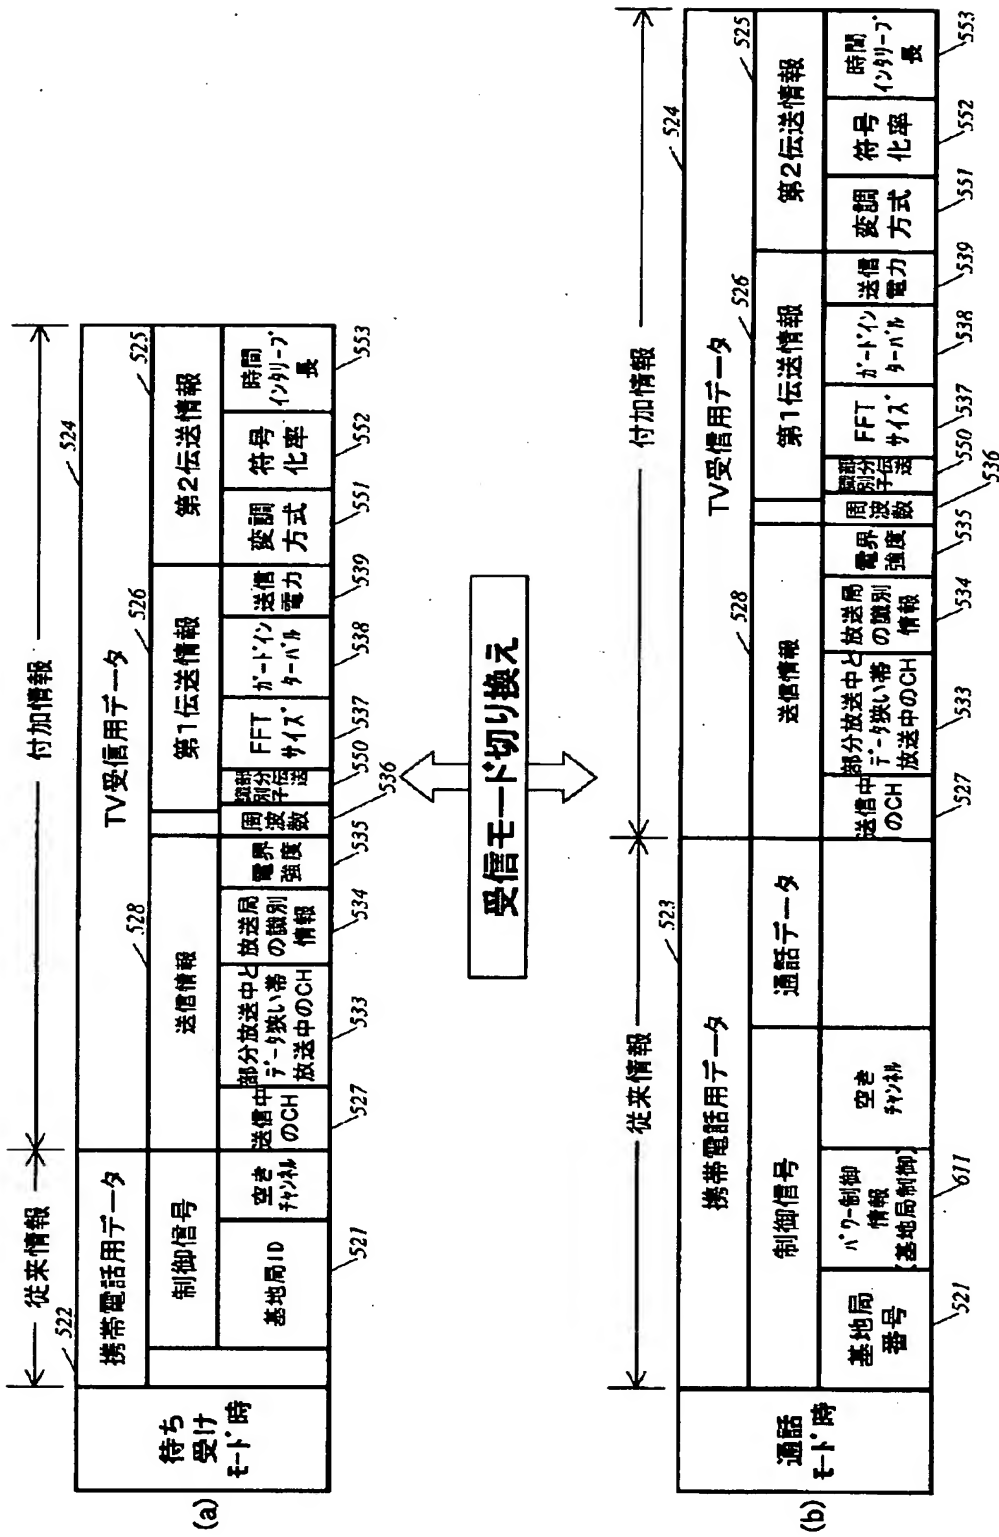 (a)
待ち
受け
モード時
従来情報
付加情報
522
携帯電話用データ
524
TV受信用データ
制御信号
528
送信情報
526
第1伝送情報
525
第2伝送情報
基地局ID
空き
チャンネル
送信中
のCH
部分放送中と
データ狭い帯
放送中のCH
放送局
の識別
情報
電界
強度
周
波
数
部分伝送
識別子
FFT
サイズ
ガードイン
ターバル
送信
電力
変調
方式
符号
化率
時間
インタリーブ
長
521
527
533
534
535
536
550
537
538
539
551
552
553
受信モード切り換え
(b)
通話
モード時
従来情報
付加情報
523
携帯電話用データ
524
TV受信用データ
制御信号
通話データ
528
送信情報
526
第1伝送情報
525
第2伝送情報
基地局
番号
パワー制御
情報
(基地局制御)
空き
チャンネル
送信中
のCH
部分放送中と
データ狭い帯
放送中のCH
放送局
の識別
情報
電界
強度
周
波
数
部分伝送
識別子
FFT
サイズ
ガードイン
ターバル
送信
電力
変調
方式
符号
化率
時間
インタリーブ
長
521
611
527
533
534
535
536
550
537
538
539
551
552
553